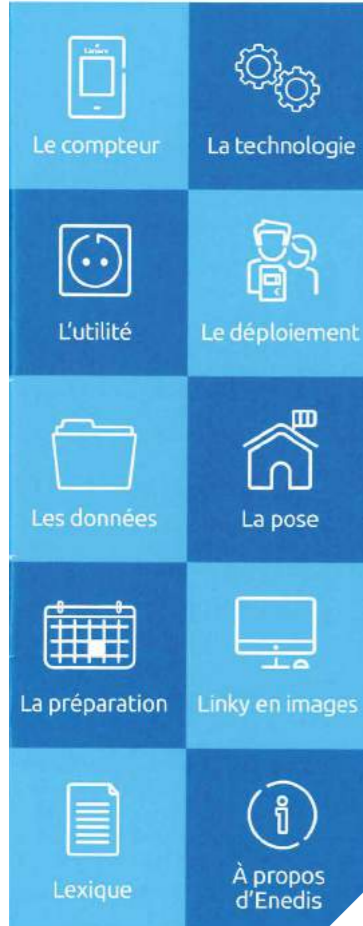 Le compteur
La technologie
L'utilité
Le déploiement
Les données
La pose
La préparation
Linky en images
Lexique
À propos
d'Enedis